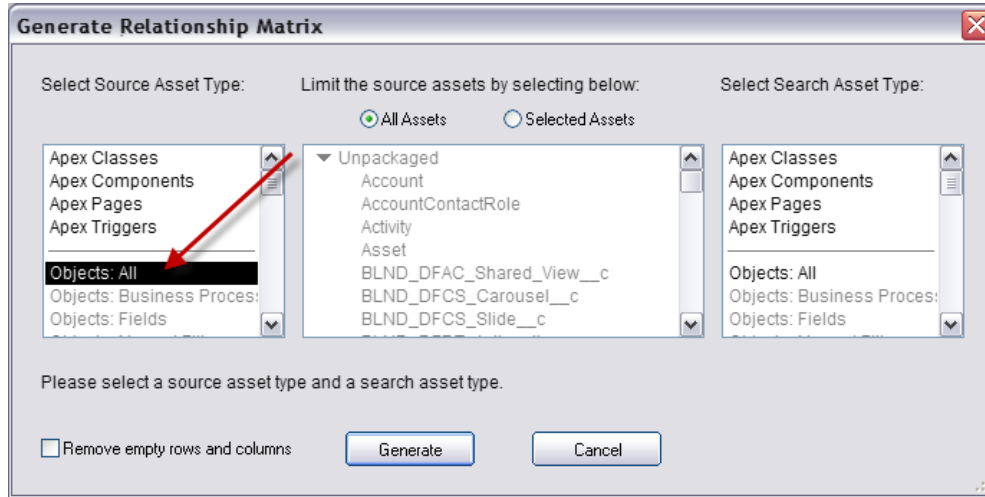 Generate Relationship Matrix
Select Source Asset Type:
Limit the source assets by selecting below:
Select Search Asset Type:
All Assets
Selected Assets
Apex Classes
Apex Components
Apex Pages
Apex Triggers
Objects: All
Objects: Business Process
Objects: Fields
Unpackaged
Account
AccountContactRole
Activity
Asset
BLND_DFAC_Shared_View__c
BLND_DFCS_Carousel__c
BLND_DFCS_Slide__c
Apex Classes
Apex Components
Apex Pages
Apex Triggers
Objects: All
Objects: Business Process
Objects: Fields
Please select a source asset type and a search asset type.
Remove empty rows and columns
Generate
Cancel